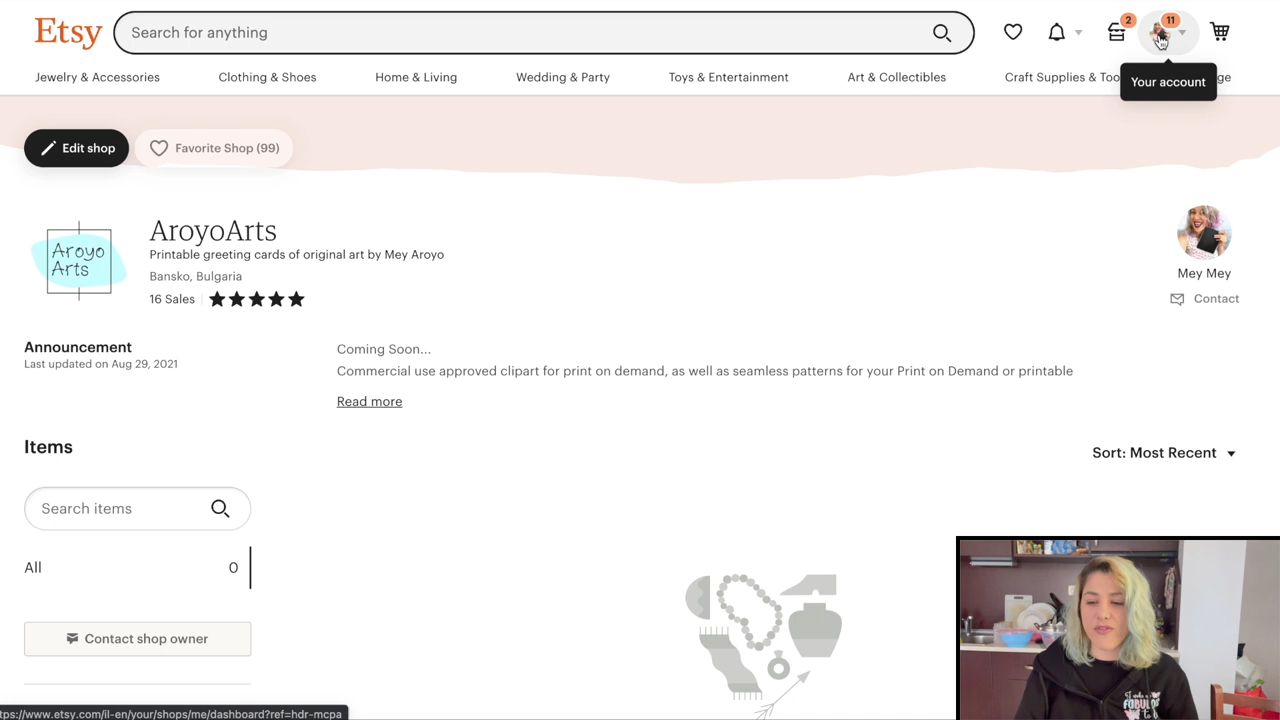 Etsy
Search for anything
2
11
Jewelry & Accessories
Clothing & Shoes
Home & Living
Wedding & Party
Toys & Entertainment
Art & Collectibles
Craft Supplies & Too
ge
Your account
Edit shop
Favorite Shop (99)
Aroyo
Arts
AroyoArts
Printable greeting cards of original art by Mey Aroyo
Bansko, Bulgaria
16 Sales
Mey Mey
Contact
Announcement
Last updated on Aug 29, 2021
Coming Soon...
Commercial use approved clipart for print on demand, as well as seamless patterns for your Print on Demand or printable
Read more
Items
Sort: Most Recent
Search items
All 0
Contact shop owner
tps://www.etsy.com/il-en/your/shops/me/dashboard?ref=hdr-mcpa
FABULO